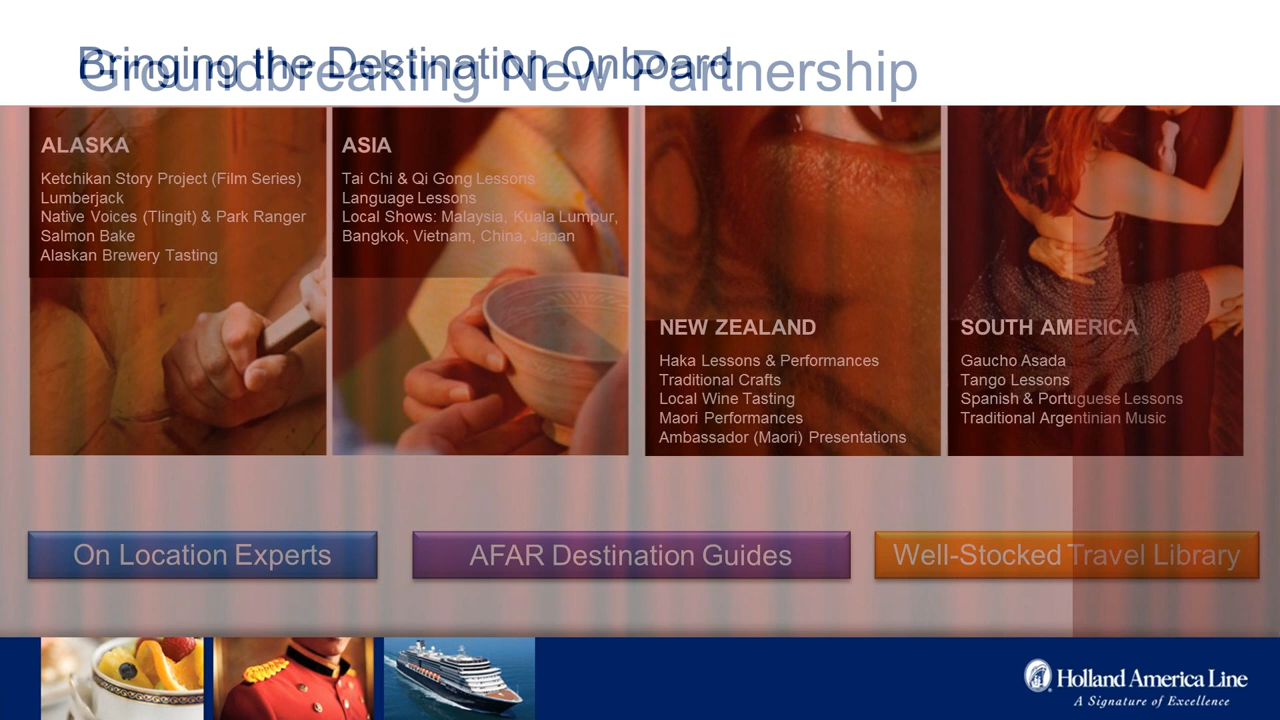 Bringing the Destination Onboard
Groundbreaking New Partnership
ALASKA
Ketchikan Story Project (Film Series)
Lumberjack
Native Voices (Tlingit) & Park Ranger
Salmon Bake
Alaskan Brewery Tasting
ASIA
Tai Chi & Qi Gong Lessons
Language Lessons
Local Shows: Malaysia, Kuala Lumpur,
Bangkok, Vietnam, China, Japan
NEW ZEALAND
Haka Lessons & Performances
Traditional Crafts
Local Wine Tasting
Maori Performances
Ambassador (Maori) Presentations
SOUTH AMERICA
Gaucho Asada
Tango Lessons
Spanish & Portuguese Lessons
Traditional Argentinian Music
On Location Experts
AFAR Destination Guides
Well-Stocked Travel Library
Holland America Line
A Signature of Excellence